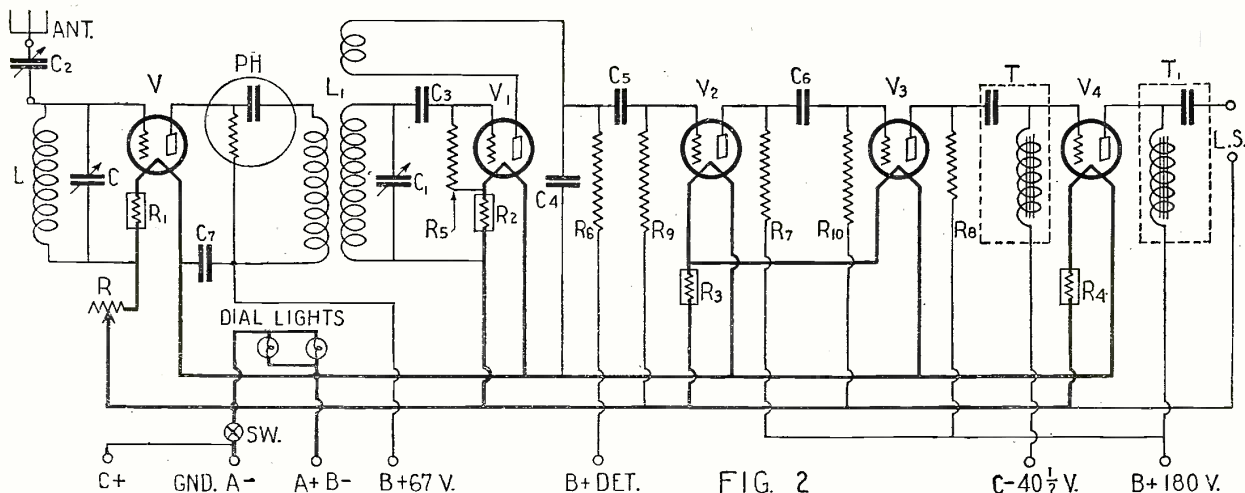 ANT.
C2
V
PH
L1
C3
V1
C5
V2
C6
V3
T
V4
T1
L.S.
L
C
R1
C1
R5
R2
C4
R6
R9
R7
R10
R8
C7
R
R3
R4
DIAL LIGHTS
SW.
C+
GND. A-
A+ B-
B+67 V.
B+DET.
FIG. 2
C-40 1/2 V.
B+180 V.